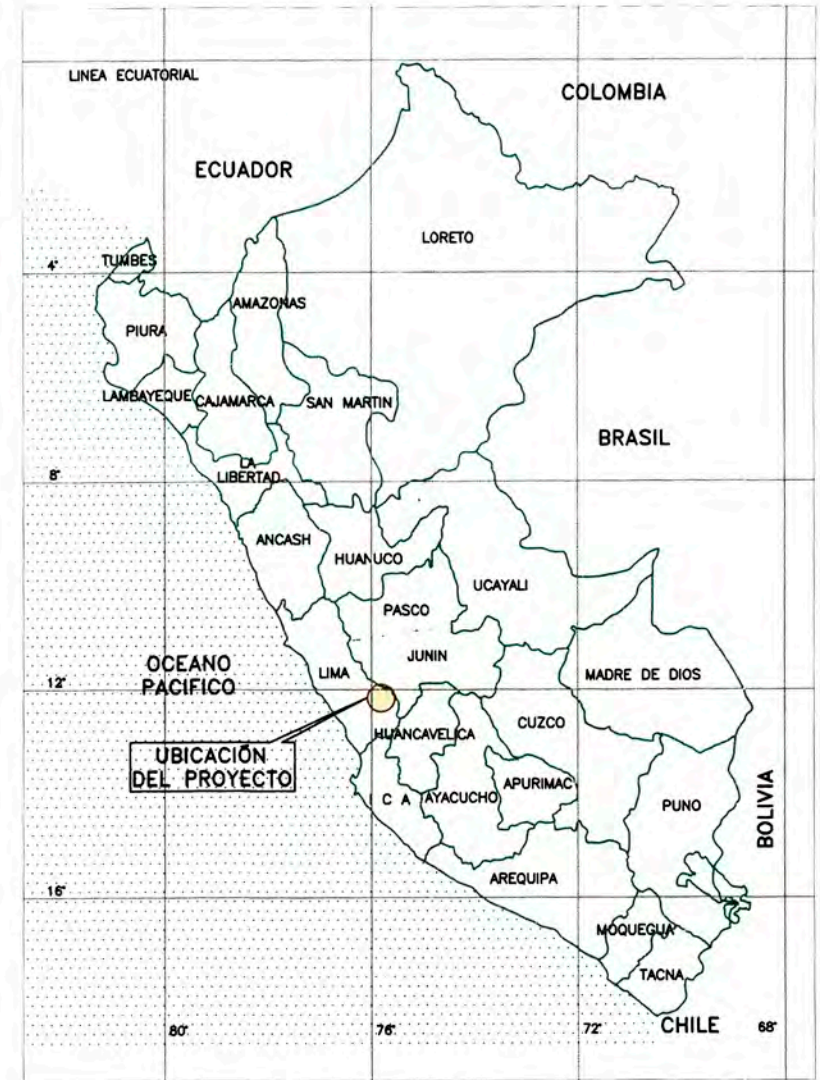 LINEA ECUATORIAL
COLOMBIA
ECUADOR
LORETO
TUMBES
4°
AMAZONAS
PIURA
LAMBAYEQUE
CAJAMARCA
SAN MARTIN
BRASIL
LA
LIBERTAD
8°
ANCASH
HUANUCO
UCAYALI
PASCO
JUNIN
OCEANO
PACIFICO
LIMA
MADRE DE DIOS
12°
CUZCO
HUANCAVELICA
UBICACIÓN
DEL PROYECTO
APURIMAC
I C A
AYACUCHO
PUNO
BOLIVIA
AREQUIPA
16°
MOQUEGUA
TACNA
80°
76°
72°
CHILE
68°